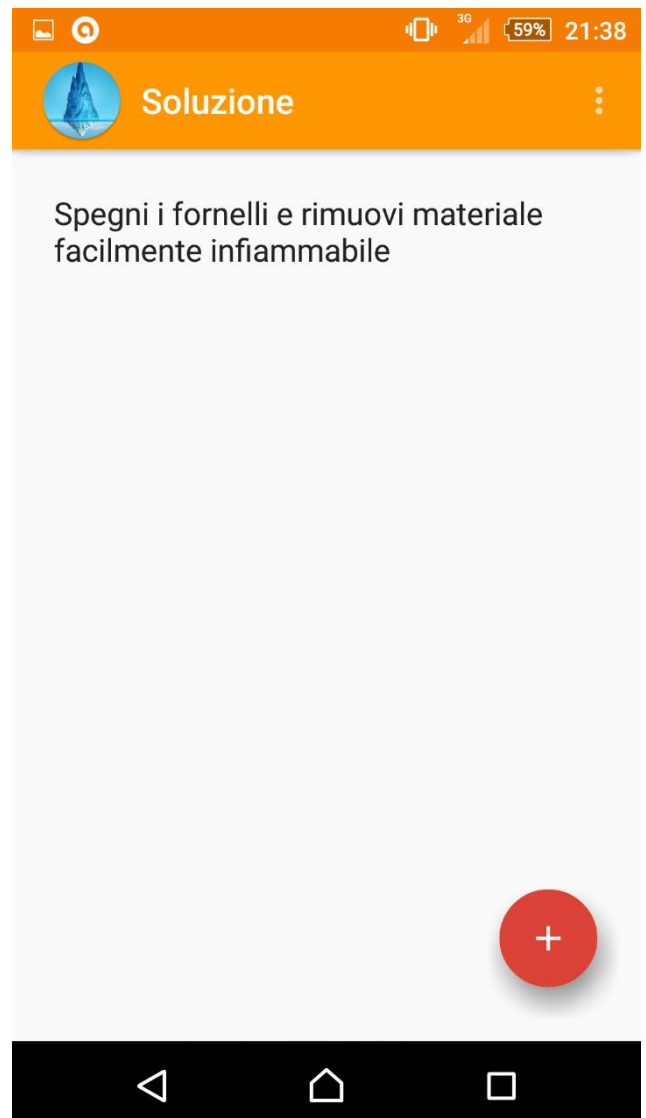 3G
59% 21:38
Soluzione
Spegni i fornelli e rimuovi materiale
facilmente infiammabile